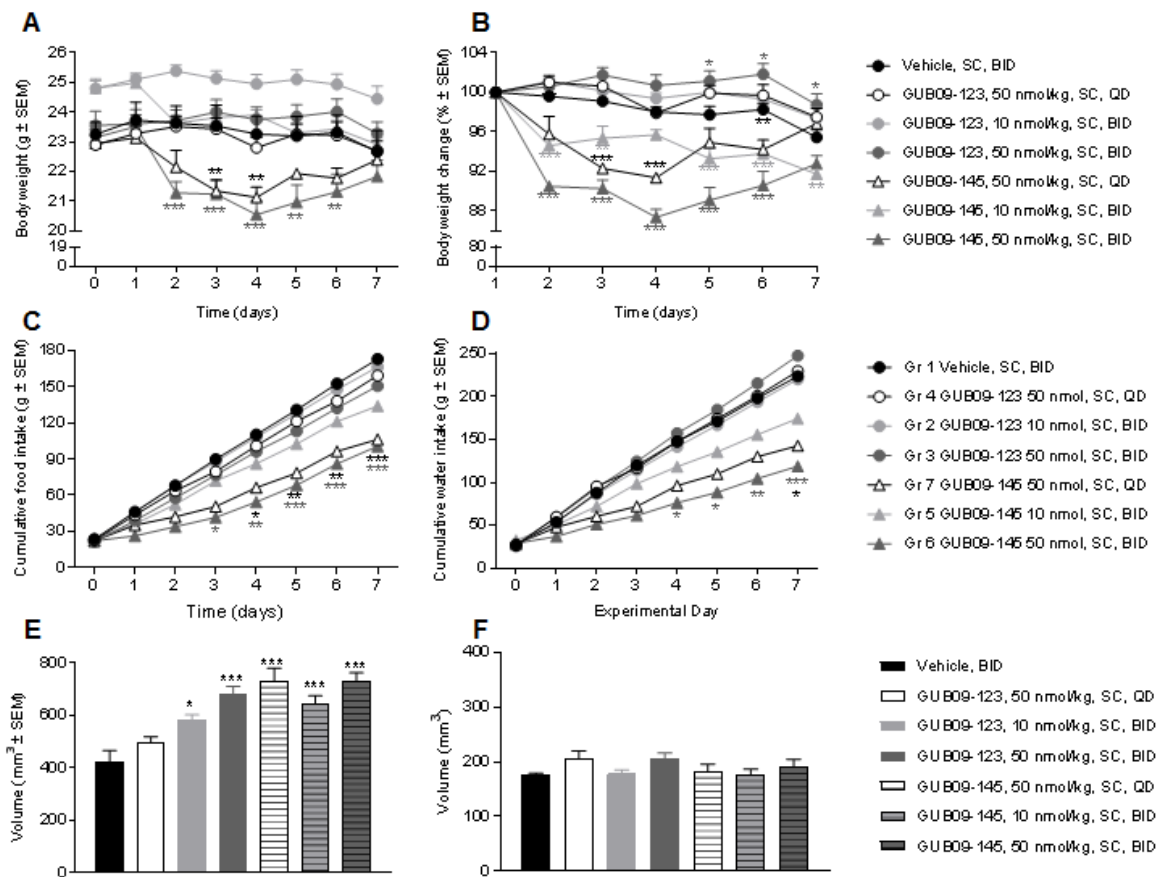 A
Body weight (g ± SEM)
26
25
24
23
22
21
20
19
0
** **
*** *** *** ** **
0 1 2 3 4 5 6 7
Time (days)
B
Body weight change (% ± SEM)
104
100
96
92
88
80
0
* * *
**
*** ***
*** *** *** *** **
*** *** *** *** ***
1 2 3 4 5 6 7
Time (days)
Vehicle, SC, BID
GUB09-123, 50 nmol/kg, SC, QD
GUB09-123, 10 nmol/kg, SC, BID
GUB09-123, 50 nmol/kg, SC, BID
GUB09-145, 50 nmol/kg, SC, QD
GUB09-145, 10 nmol/kg, SC, BID
GUB09-145, 50 nmol/kg, SC, BID
C
Cumulative food intake (g ± SEM)
180
150
120
90
60
30
0
* ** ** ***
* ** *** *** ***
0 1 2 3 4 5 6 7
Time (days)
D
Cumulative water intake (g ± SEM)
250
200
150
100
50
0
* * ** ***
*
0 1 2 3 4 5 6 7
Experimental Day
Gr 1 Vehicle, SC, BID
Gr 4 GUB09-123 50 nmol, SC, QD
Gr 2 GUB09-123 10 nmol, SC, BID
Gr 3 GUB09-123 50 nmol, SC, BID
Gr 7 GUB09-145 50 nmol, SC, QD
Gr 5 GUB09-145 10 nmol, SC, BID
Gr 6 GUB09-145 50 nmol, SC, BID
E
Volume (mm³ ± SEM)
800
600
400
200
0
* *** *** *** ***
F
Volume (mm³)
400
300
200
100
0
Vehicle, BID
GUB09-123, 50 nmol/kg, SC, QD
GUB09-123, 10 nmol/kg, SC, BID
GUB09-123, 50 nmol/kg, SC, BID
GUB09-145, 50 nmol/kg, SC, QD
GUB09-145, 10 nmol/kg, SC, BID
GUB09-145, 50 nmol/kg, SC, BID